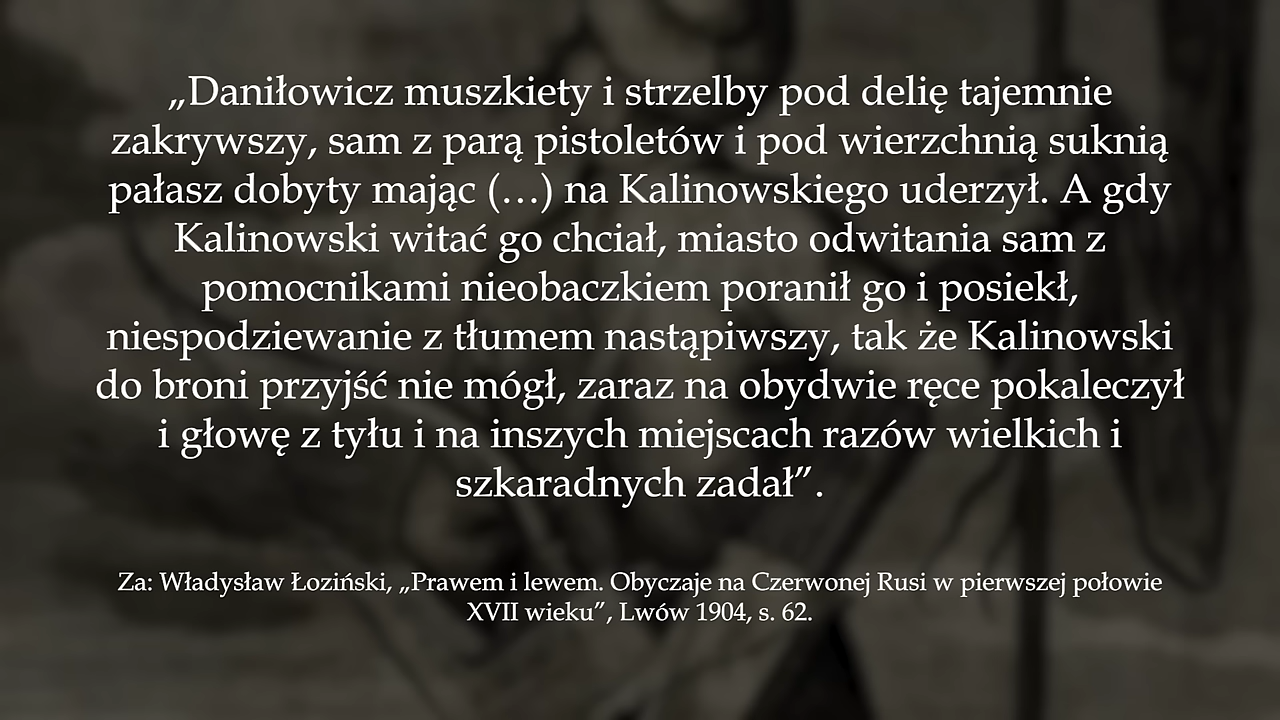 „Daniłowicz muszkiety i strzelby pod delię tajemnie
zakrywszy, sam z parą pistoletów i pod wierzchnią suknią
pałasz dobyty mając (…) na Kalinowskiego uderzył. A gdy
Kalinowski witać go chciał, miasto odwitania sam z
pomocnikami nieobaczkiem poranił go i posiekł,
niespodziewanie z tłumem nastąpiwszy, tak że Kalinowski
do broni przyjść nie mógł, zaraz na obydwie ręce pokaleczył
i głowę z tyłu i na inszych miejscach razów wielkich i
szkaradnych zadał”.
Za: Władysław Łoziński, „Prawem i lewem. Obyczaje na Czerwonej Rusi w pierwszej połowie
XVII wieku”, Lwów 1904, s. 62.